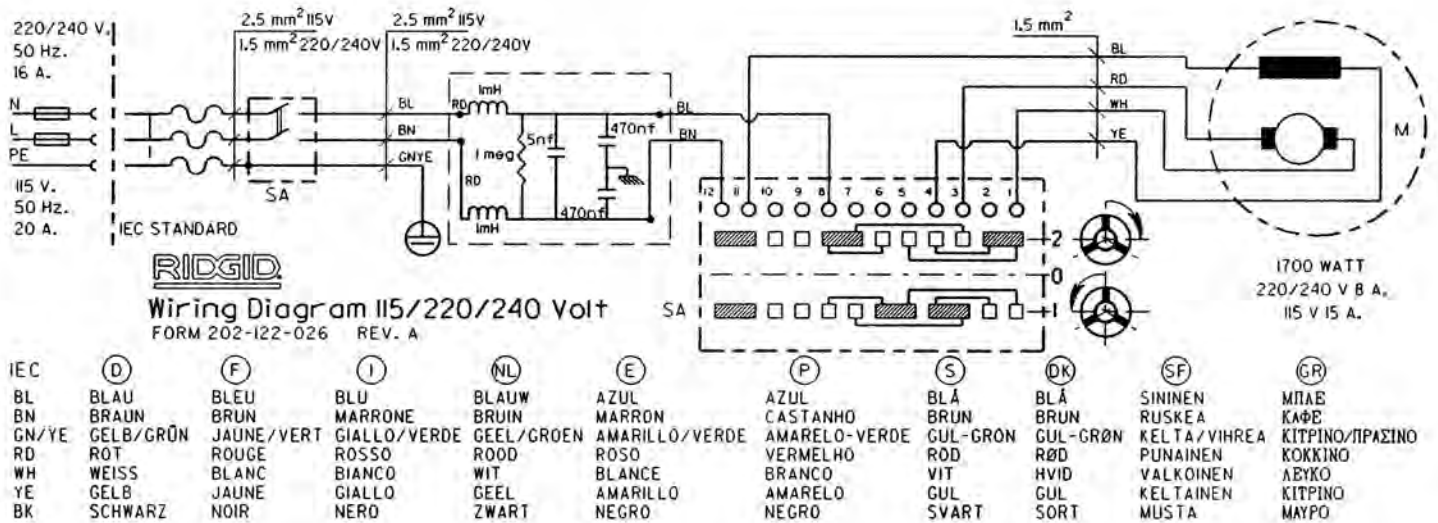 220/240 V.
50 Hz.
16 A.
N
L
PE
115 V.
50 Hz.
20 A.
IEC STANDARD
2.5 mm² 115V
1.5 mm² 220/240V
SA
2.5 mm² 115V
1.5 mm² 220/240V
BL
BN
GNYE
RD
1mH
5nf
470nf
1 meg
RD
470nf
1mH
BL
BN
12 11 10 9 8 7 6 5 4 3 2 1
2
0
SA
1
1.5 mm²
BL
RD
WH
YE
M
1700 WATT
220/240 V 8 A.
115 V 15 A.
RIDGID
Wiring Diagram 115/220/240 Volt
FORM 202-122-026 REV. A
IEC D F I NL E P S DK SF GR
BL BLAU BLEU BLU BLAUW AZUL AZUL BLÅ BLÅ SININEN ΜΠΛΕ
BN BRAUN BRUN MARRONE BRUIN MARRON CASTANHO BRUN BRUN RUSKEA ΚΑΦΕ
GN/YE GELB/GRÜN JAUNE/VERT GIALLO/VERDE GEEL/GROEN AMARILLO/VERDE AMARELO-VERDE GUL-GRÖN GUL-GRØN KELTA/VIHREA ΚΙΤΡΙΝΟ/ΠΡΑΣΙΝΟ
RD ROT ROUGE ROSSO ROOD ROSO VERMELHO RÖD RØD PUNAINEN ΚΟΚΚΙΝΟ
WH WEISS BLANC BIANCO WIT BLANCE BRANCO VIT HVID VALKOINEN ΛΕΥΚΟ
YE GELB JAUNE GIALLO GEEL AMARILLO AMARELO GUL GUL KELTAINEN ΚΙΤΡΙΝΟ
BK SCHWARZ NOIR NERO ZWART NEGRO NEGRO SVART SORT MUSTA ΜΑΥΡΟ